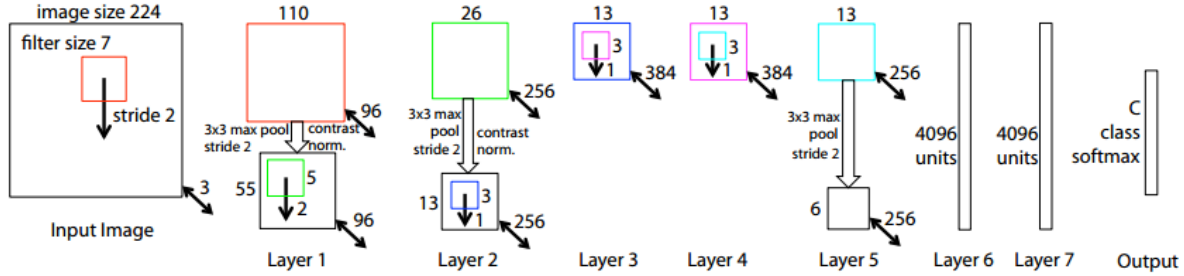 image size 224
filter size 7
stride 2
3
Input Image
110
96
3x3 max pool
stride 2
contrast
norm.
55
5
2
96
Layer 1
26
256
3x3 max
pool
stride 2
contrast
norm.
13
3
1
256
Layer 2
13
3
1
384
Layer 3
13
3
1
384
Layer 4
13
256
3x3 max
pool
stride 2
6
256
Layer 5
4096
units
Layer 6
4096
units
Layer 7
C
class
softmax
Output